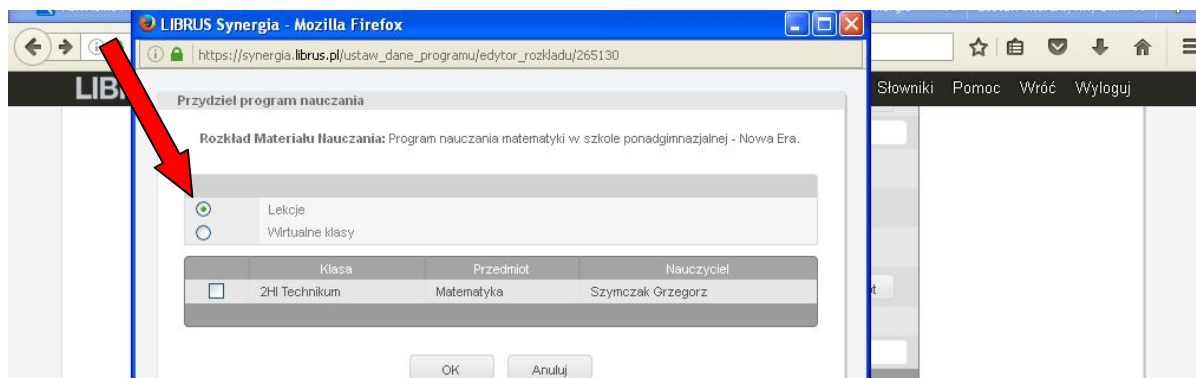 LIBRUS Synergia - Mozilla Firefox
https://synergia.librus.pl/ustaw_dane_programu/edytor_rozkladu/265130
LIB
Słowniki Pomoc Wróć Wyloguj
Przydziel program nauczania
Rozkład Materiału Nauczania: Program nauczania matematyki w szkole ponadgimnazjalnej - Nowa Era.
Lekcje
Wirtualne klasy
Klasa Przedmiot Nauczyciel
2HI Technikum Matematyka Szymczak Grzegorz
OK Anuluj